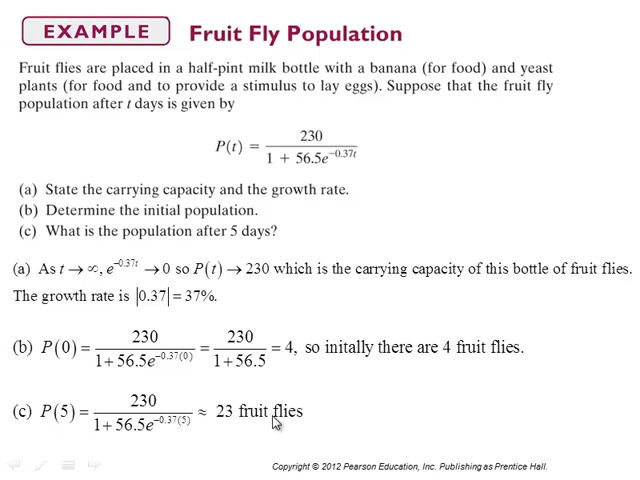 EXAMPLE Fruit Fly Population
Fruit flies are placed in a half-pint milk bottle with a banana (for food) and yeast
plants (for food and to provide a stimulus to lay eggs). Suppose that the fruit fly
population after t days is given by
P(t) = 230 / (1 + 56.5e^−0.37t)
(a) State the carrying capacity and the growth rate.
(b) Determine the initial population.
(c) What is the population after 5 days?
(a) As t → ∞, e^−0.37t → 0 so P(t) → 230 which is the carrying capacity of this bottle of fruit flies.
The growth rate is |0.37| = 37%.
(b) P(0) = 230 / (1 + 56.5e^−0.37(0)) = 230 / (1 + 56.5) = 4, so initally there are 4 fruit flies.
(c) P(5) = 230 / (1 + 56.5e^−0.37(5)) ≈ 23 fruit flies
Copyright © 2012 Pearson Education, Inc. Publishing as Prentice Hall.